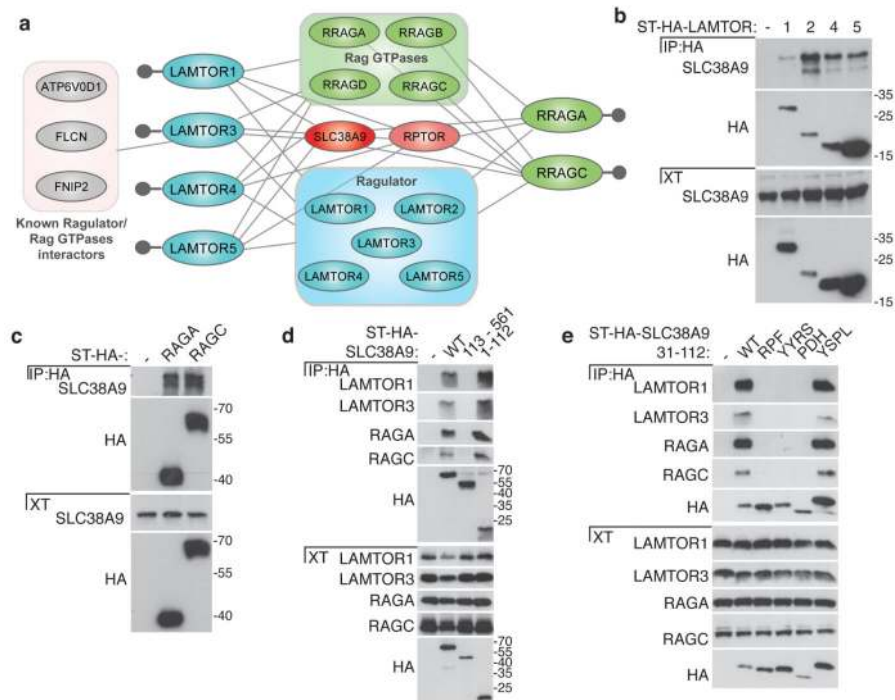 a
RRAGA
RRAGB
Rag GTPases
RRAGD
RRAGC
ATP6V0D1
FLCN
FNIP2
Known Ragulator/
Rag GTPases
interactors
LAMTOR1
LAMTOR3
LAMTOR4
LAMTOR5
SLC38A9
RPTOR
RRAGA
RRAGC
Ragulator
LAMTOR1
LAMTOR2
LAMTOR3
LAMTOR4
LAMTOR5
b
ST-HA-LAMTOR: - 1 2 4 5
IP:HA
SLC38A9
-35
HA
-25
-15
XT
SLC38A9
-35
HA
-25
-15
c
ST-HA-: - RAGA RAGC
IP:HA
SLC38A9
-70
HA
-55
-40
XT
SLC38A9
-70
HA
-55
-40
d
ST-HA-
SLC38A9: - WT 113-561 1-112
IP:HA
LAMTOR1
LAMTOR3
RAGA
RAGC
-70
HA
-55
-40
-35
-25
XT
LAMTOR1
LAMTOR3
RAGA
RAGC
-70
-55
HA
-40
-35
-25
e
ST-HA-SLC38A9
31-112: - WT RPF YYRS PDH YSPL
IP:HA
LAMTOR1
LAMTOR3
RAGA
RAGC
HA
XT
LAMTOR1
LAMTOR3
RAGA
RAGC
HA